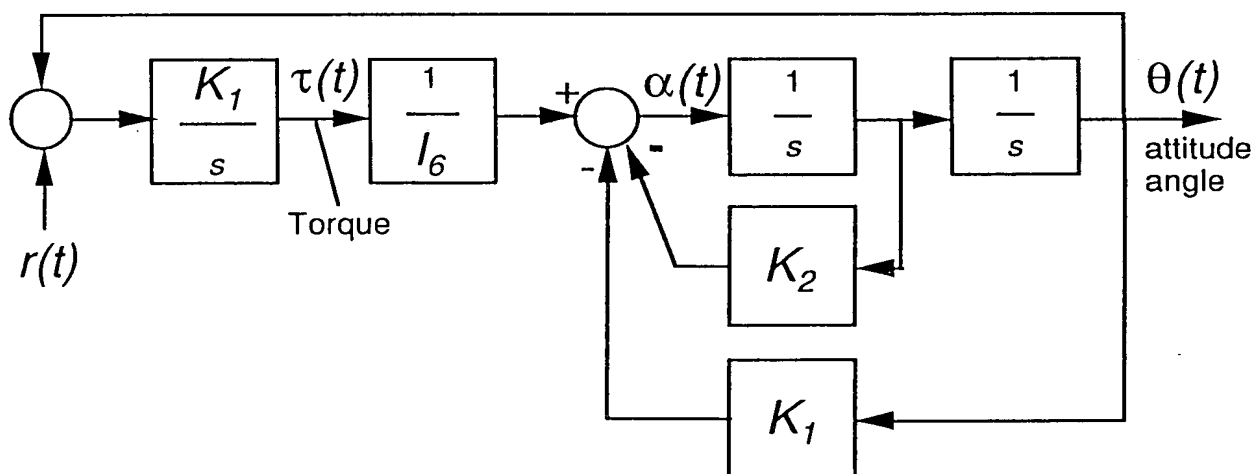 K₁
s
τ(t)
Torque
1
I₆
+
-
-
α(t)
1
s
1
s
θ(t)
attitude
angle
r(t)
K₂
K₁